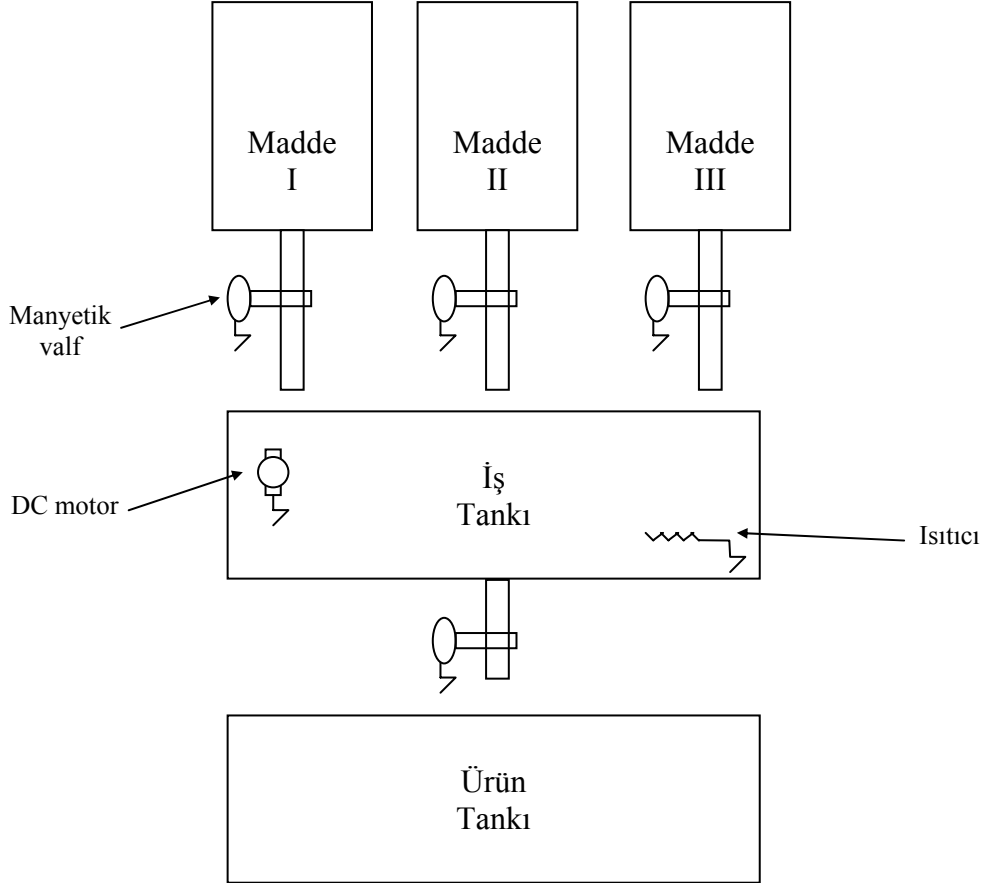 Madde
I
Madde
II
Madde
III
Manyetik
valf
DC motor
İş
Tankı
Isıtıcı
Ürün
Tankı